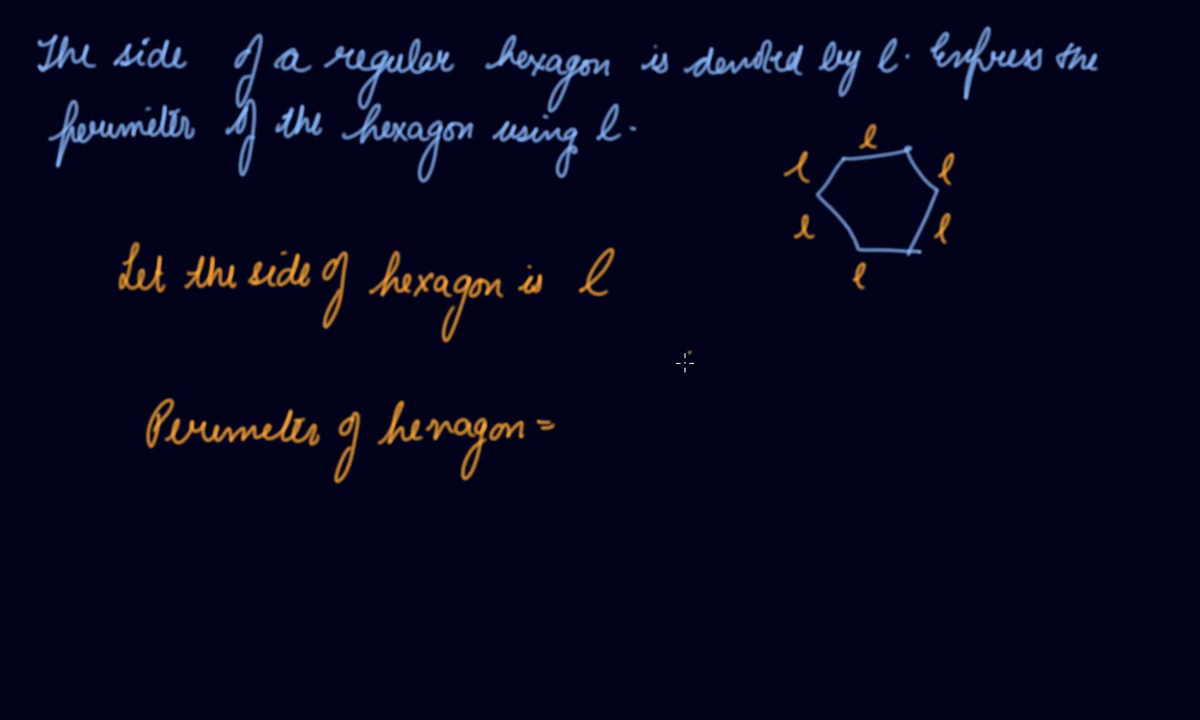 The side of a regular hexagon is denoted by l. Express the
perimeter of the hexagon using l.
l
l
l
l
l
l
Let the side of hexagon is l
Perimeter of hexagon =